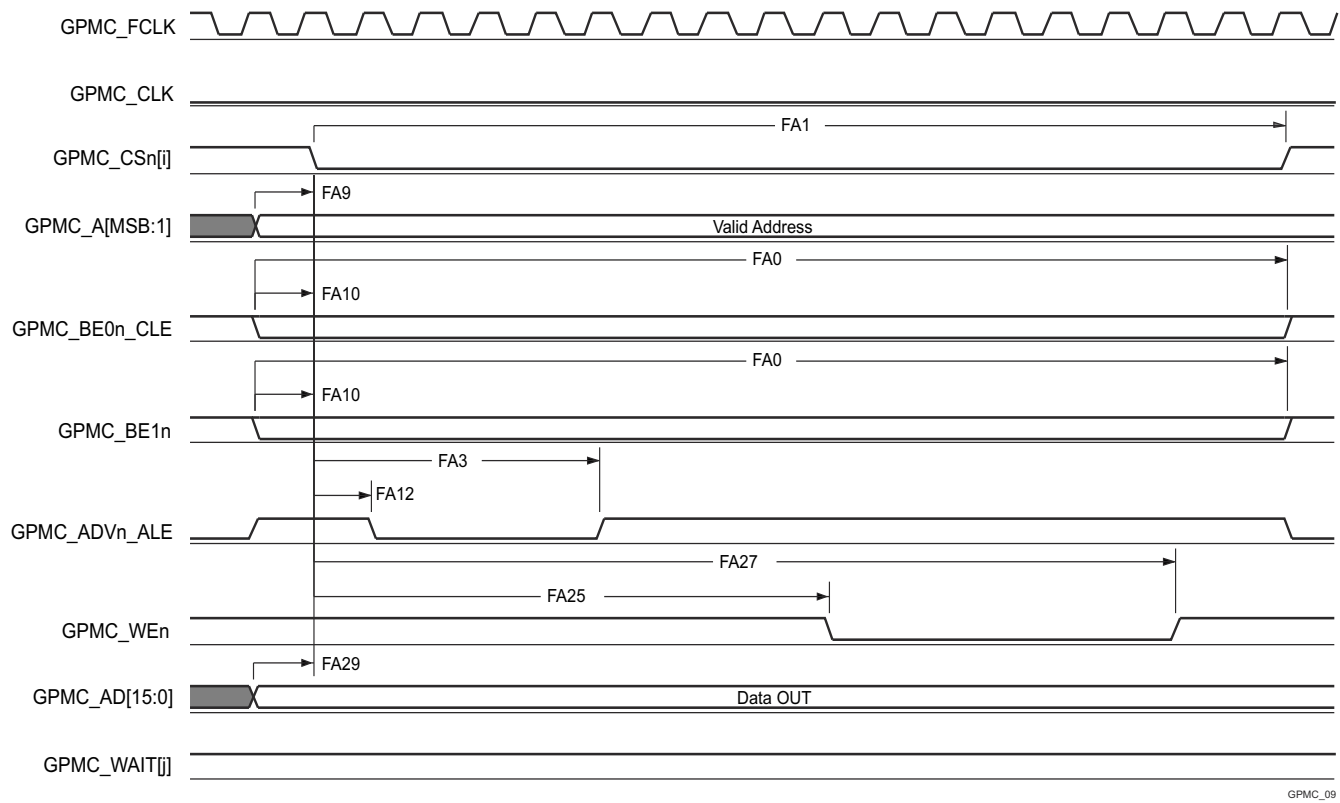 GPMC_FCLK
GPMC_CLK
FA1
GPMC_CSn[i]
FA9
GPMC_A[MSB:1]
Valid Address
FA0
FA10
GPMC_BE0n_CLE
FA0
FA10
GPMC_BE1n
FA3
FA12
GPMC_ADVn_ALE
FA27
FA25
GPMC_WEn
FA29
GPMC_AD[15:0]
Data OUT
GPMC_WAIT[j]
GPMC_09